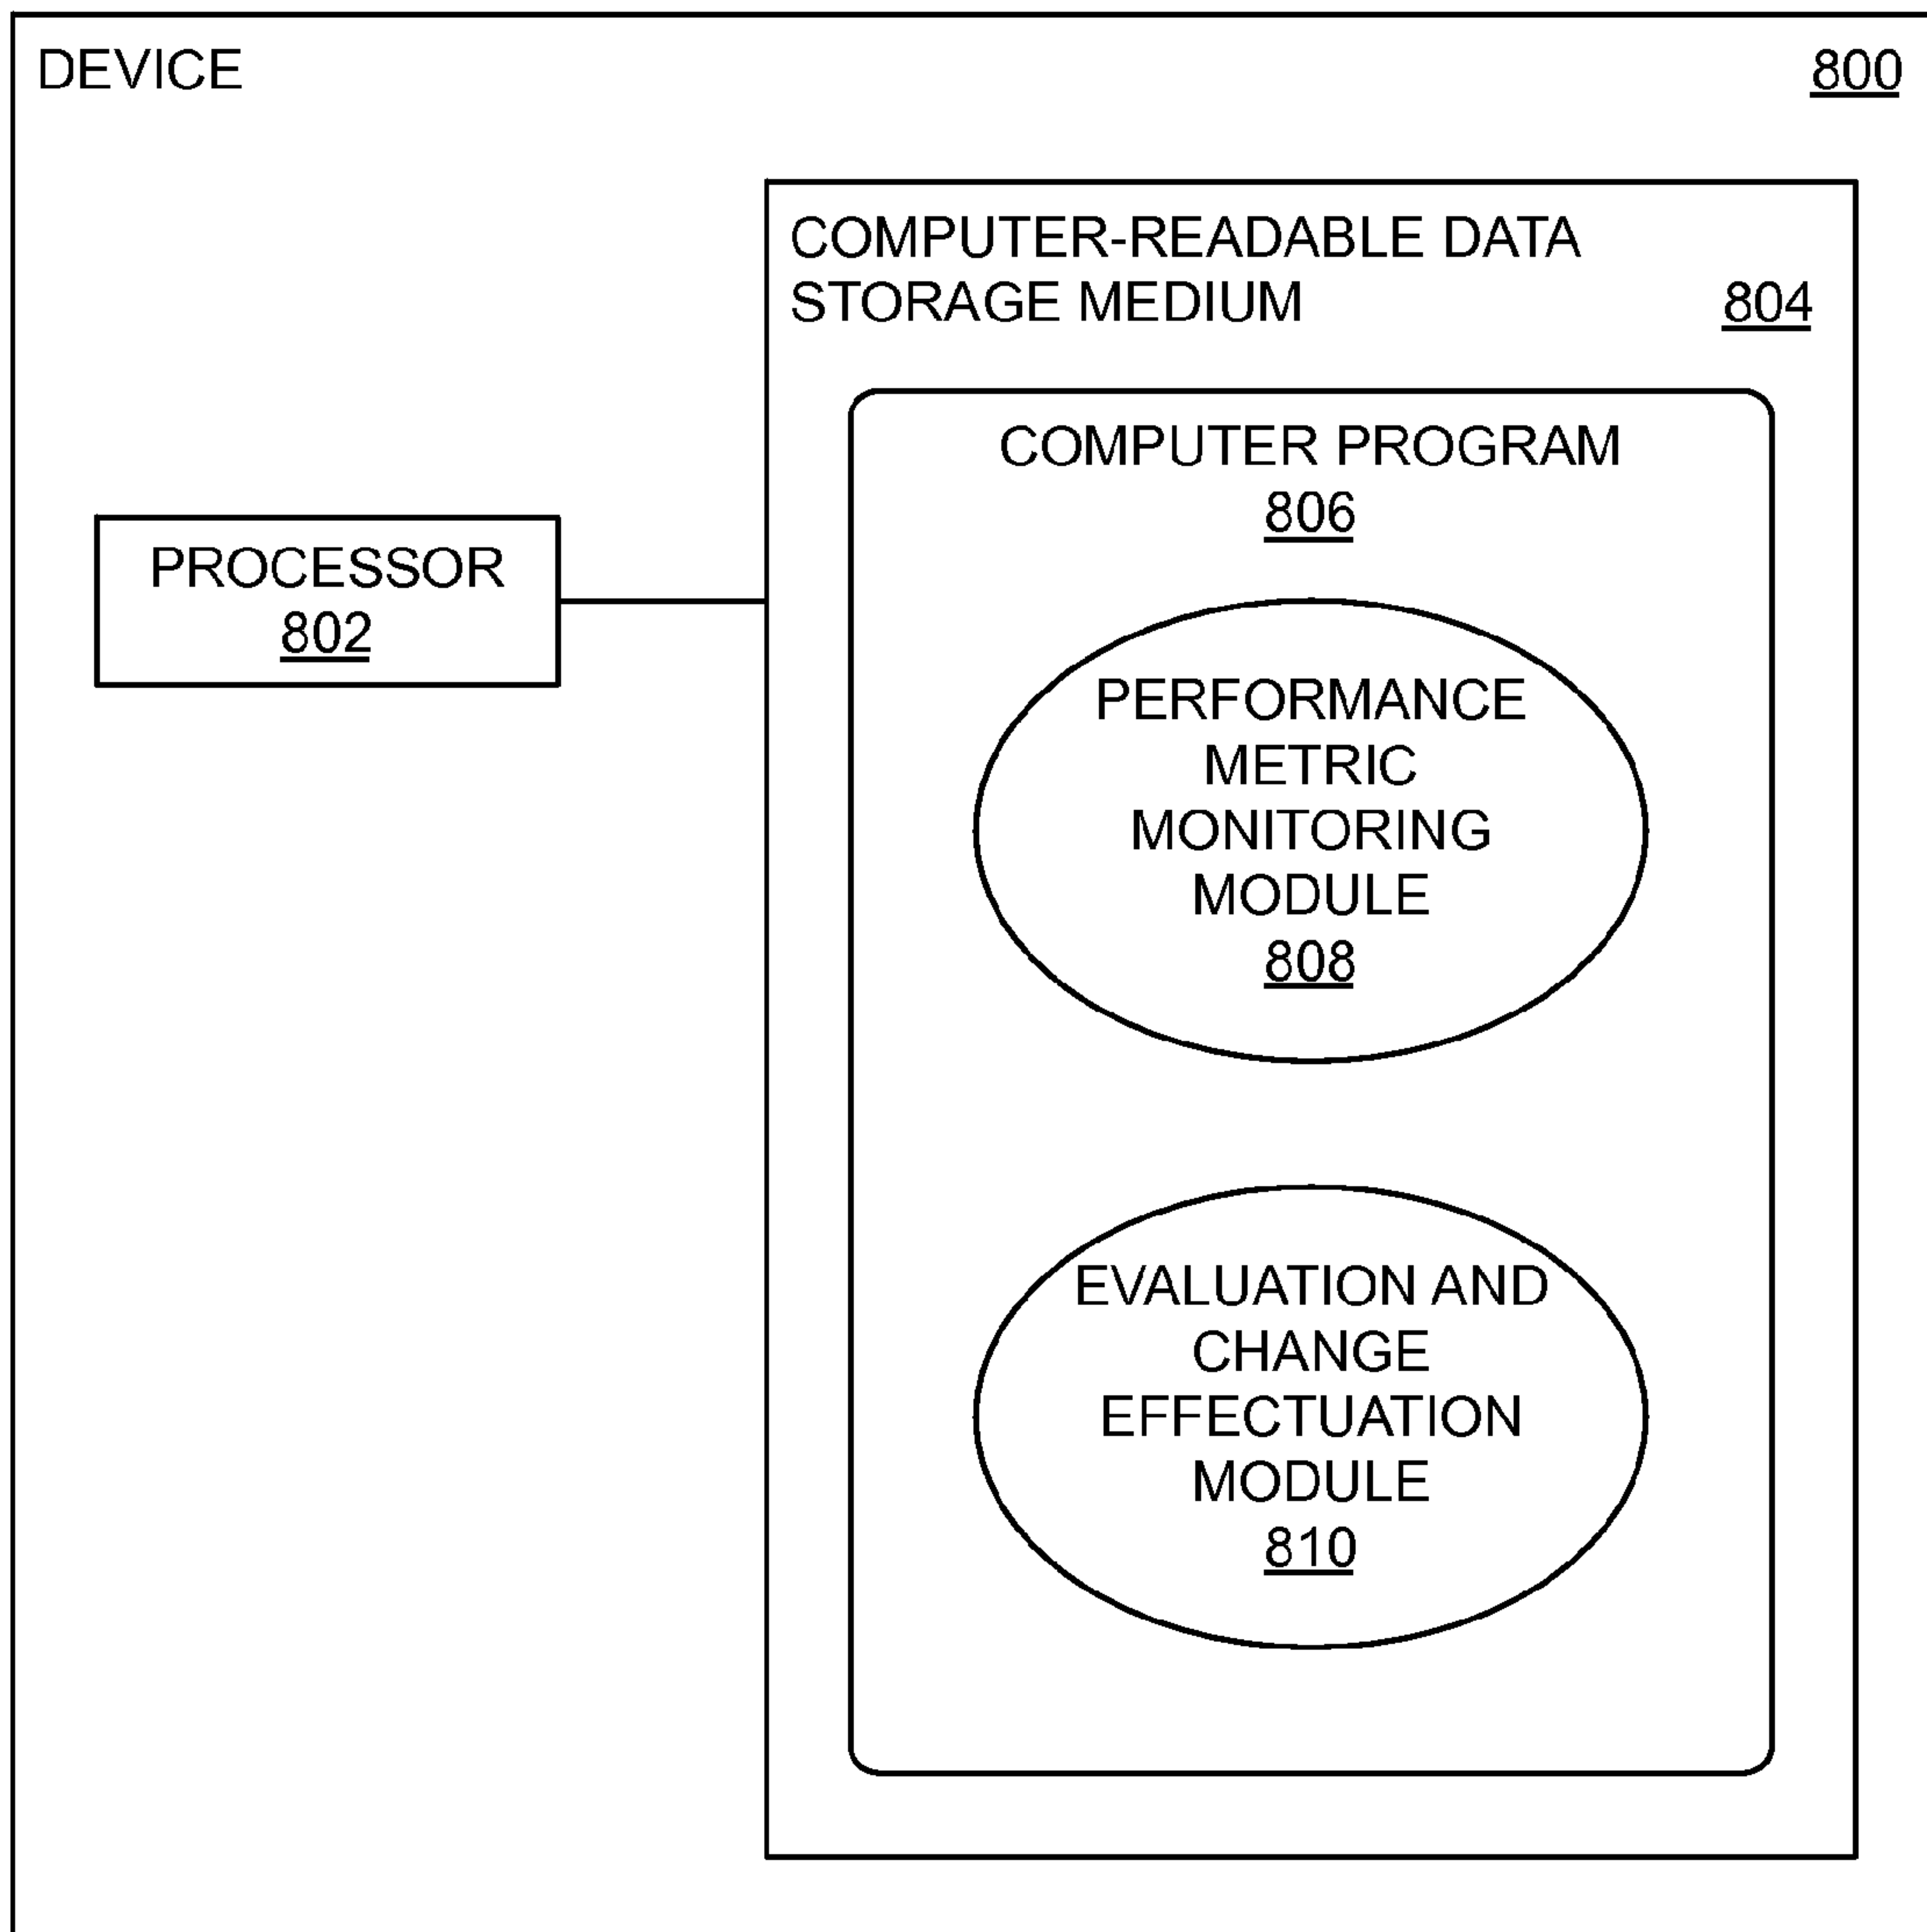 DEVICE
800
COMPUTER-READABLE DATA
STORAGE MEDIUM
804
COMPUTER PROGRAM
806
PROCESSOR
802
PERFORMANCE
METRIC
MONITORING
MODULE
808
EVALUATION AND
CHANGE
EFFECTUATION
MODULE
810